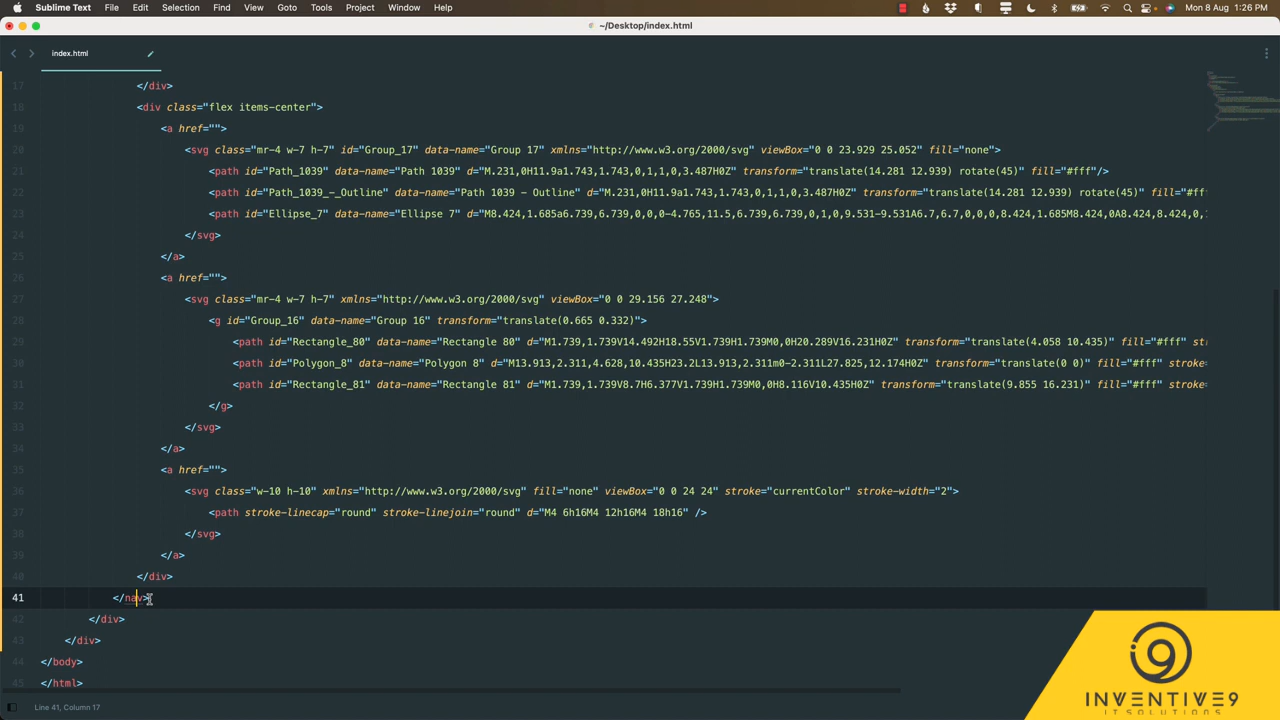 Sublime Text File Edit Selection Find View Goto Tools Project Window Help Mon 8 Aug 1:26 PM
~/Desktop/index.html
index.html
17 </div>
18 <div class="flex items-center">
19 <a href="">
20 <svg class="mr-4 w-7 h-7" id="Group_17" data-name="Group 17" xmlns="http://www.w3.org/2000/svg" viewBox="0 0 23.929 25.052" fill="none">
21 <path id="Path_1039" data-name="Path 1039" d="M.231,0H11.9a1.743,1.743,0,1,1,0,3.487H0Z" transform="translate(14.281 12.939) rotate(45)" fill="#fff"/>
22 <path id="Path_1039_-_Outline" data-name="Path 1039 - Outline" d="M.231,0H11.9a1.743,1.743,0,1,1,0,3.487H0Z" transform="translate(14.281 12.939) rotate(45)" fill="#fff
23 <path id="Ellipse_7" data-name="Ellipse 7" d="M8.424,1.685a6.739,6.739,0,0,0-4.765,11.5,6.739,6.739,0,1,0,9.531-9.531A6.7,6.7,0,0,0,8.424,1.685M8.424,0A8.424,8.424,0,
24 </svg>
25 </a>
26 <a href="">
27 <svg class="mr-4 w-7 h-7" xmlns="http://www.w3.org/2000/svg" viewBox="0 0 29.156 27.248">
28 <g id="Group_16" data-name="Group 16" transform="translate(0.665 0.332)">
29 <path id="Rectangle_80" data-name="Rectangle 80" d="M1.739,1.739V14.492H18.55V1.739H1.739M0,0H20.289V16.231H0Z" transform="translate(4.058 10.435)" fill="#fff" str
30 <path id="Polygon_8" data-name="Polygon 8" d="M13.913,2.311,4.628,10.435H23.2L13.913,2.311m0-2.311L27.825,12.174H0Z" transform="translate(0 0)" fill="#fff" stroke=
31 <path id="Rectangle_81" data-name="Rectangle 81" d="M1.739,1.739V8.7H6.377V1.739H1.739M0,0H8.116V10.435H0Z" transform="translate(9.855 16.231)" fill="#fff" stroke=
32 </g>
33 </svg>
34 </a>
35 <a href="">
36 <svg class="w-10 h-10" xmlns="http://www.w3.org/2000/svg" fill="none" viewBox="0 0 24 24" stroke="currentColor" stroke-width="2">
37 <path stroke-linecap="round" stroke-linejoin="round" d="M4 6h16M4 12h16M4 18h16" />
38 </svg>
39 </a>
40 </div>
41 </nav>
42 </div>
43 </div>
44 </body>
45 </html>
Line 41, Column 17
INVENTIVE9
IT SOLUTIONS